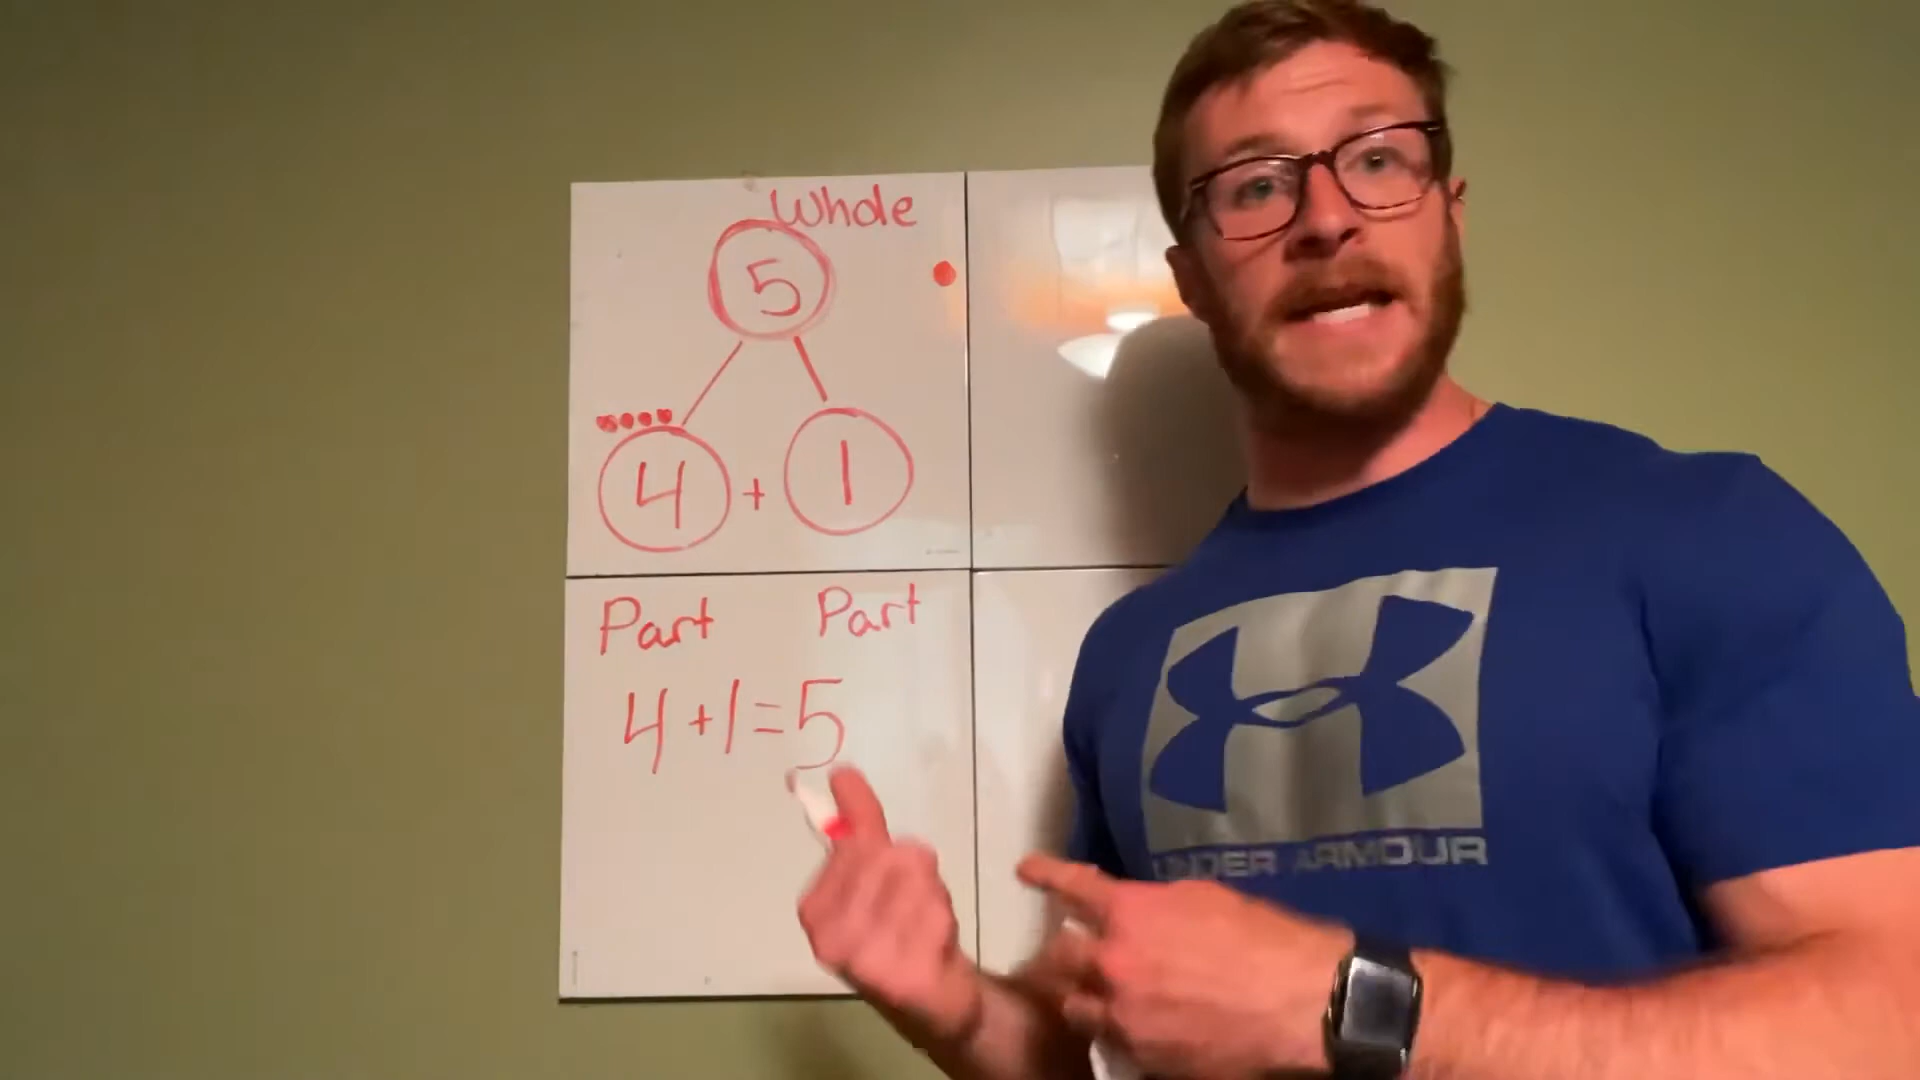 Whole
5
4 + 1
Part Part
4 + 1 = 5
UNDER ARMOUR